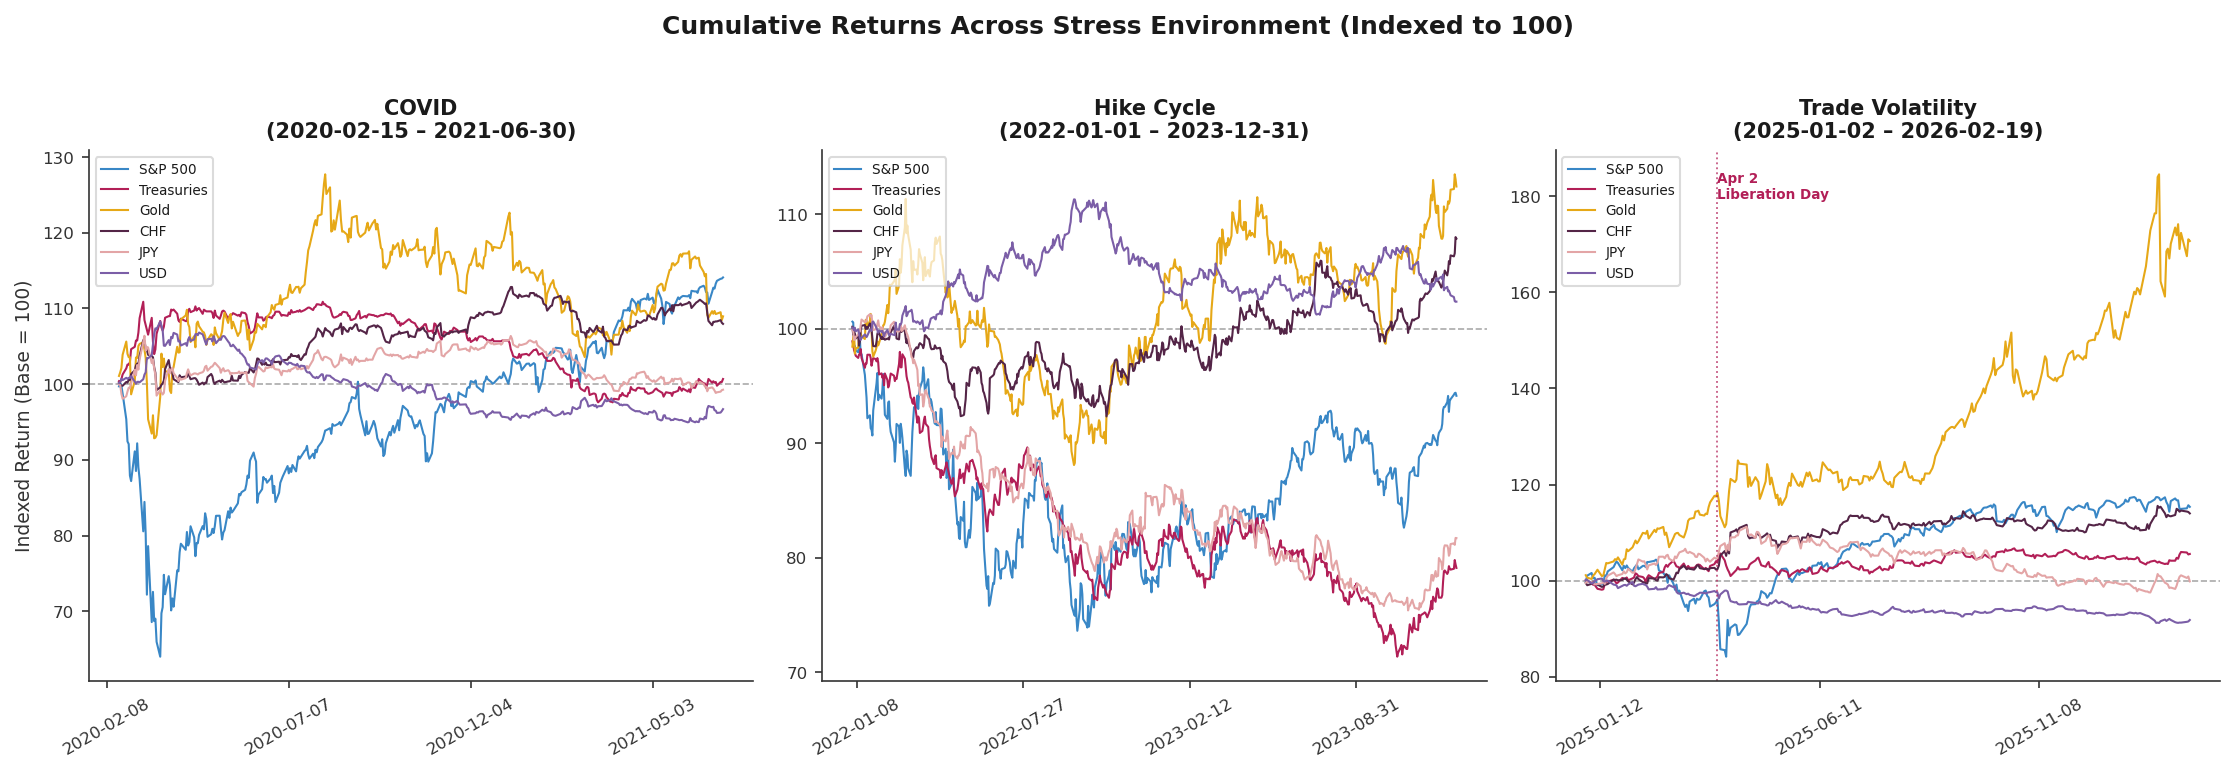 Cumulative Returns Across Stress Environment (Indexed to 100)
COVID
(2020-02-15 – 2021-06-30)
Indexed Return (Base = 100)
130
120
110
100
90
80
70
S&P 500
Treasuries
Gold
CHF
JPY
USD
2020-02-08
2020-07-07
2020-12-04
2021-05-03
Hike Cycle
(2022-01-01 – 2023-12-31)
110
100
90
80
70
S&P 500
Treasuries
Gold
CHF
JPY
USD
2022-01-08
2022-07-27
2023-02-12
2023-08-31
Trade Volatility
(2025-01-02 – 2026-02-19)
180
160
140
120
100
80
S&P 500
Treasuries
Gold
CHF
JPY
USD
Apr 2
Liberation Day
2025-01-12
2025-06-11
2025-11-08